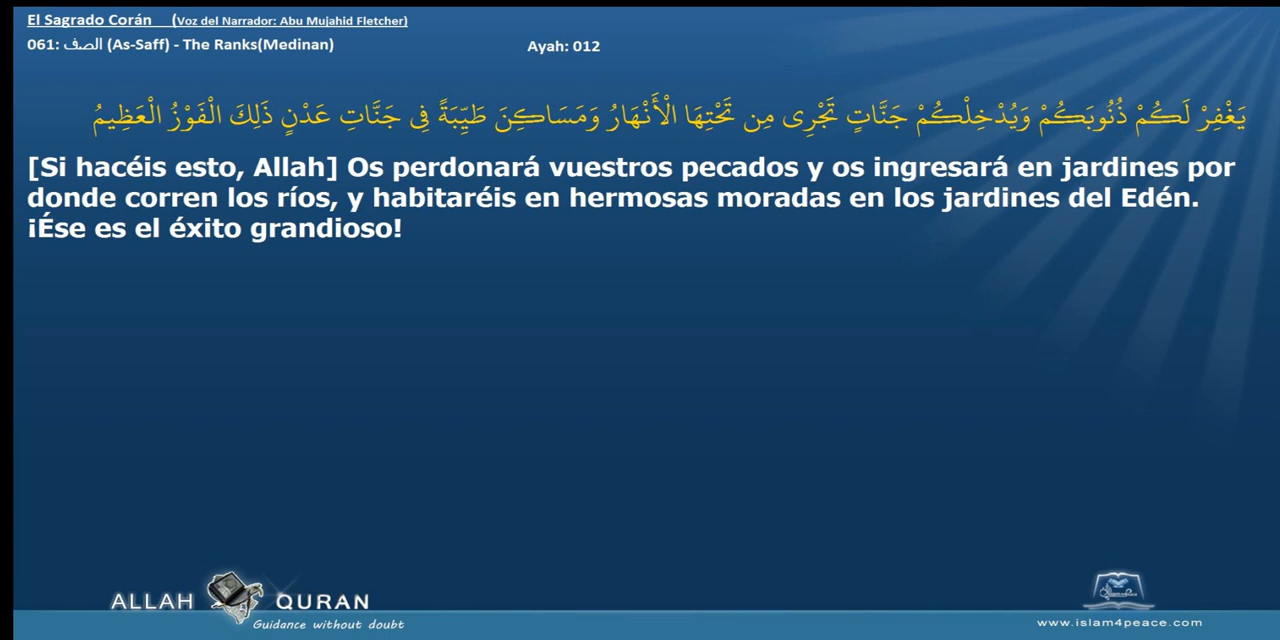 El Sagrado Corán (Voz del Narrador: Abu Mujahid Fletcher)
061: الصف (As-Saff) - The Ranks(Medinan) Ayah: 012
يَغْفِرْ لَكُمْ ذُنُوبَكُمْ وَيُدْخِلْكُمْ جَنَّاتٍ تَجْرِى مِن تَحْتِهَا الْأَنْهَارُ وَمَسَاكِنَ طَيِّبَةً فِى جَنَّاتِ عَدْنٍ ذَلِكَ الْفَوْزُ الْعَظِيمُ
[Si hacéis esto, Allah] Os perdonará vuestros pecados y os ingresará en jardines por
donde corren los ríos, y habitaréis en hermosas moradas en los jardines del Edén.
¡Ése es el éxito grandioso!
ALLAH QURAN
Guidance without doubt
www.islam4peace.com